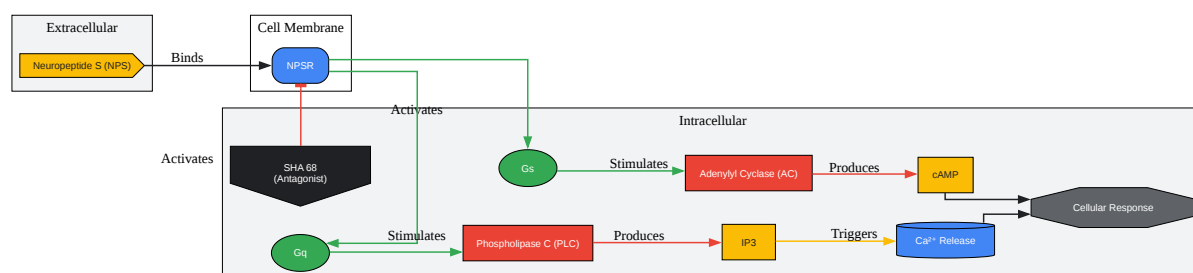 Extracellular
Cell Membrane
Neuropeptide S (NPS)
Binds
NPSR
Activates
Intracellular
Activates
SHA 68
(Antagonist)
Gs
Stimulates
Adenylyl Cyclase (AC)
Produces
cAMP
Cellular Response
Gq
Stimulates
Phospholipase C (PLC)
Produces
IP3
Triggers
Ca²⁺ Release